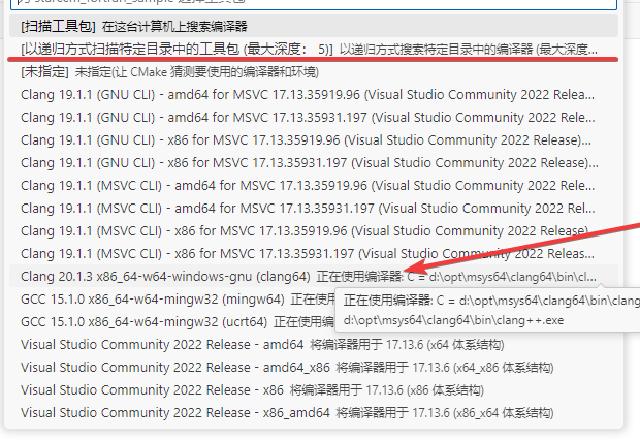 [扫描工具包] 在这台计算机上搜索编译器
[以递归方式扫描特定目录中的工具包 (最大深度： 5)] 以递归方式搜索特定目录中的编译器 (最大深度...
[未指定] 未指定(让 CMake 猜测要使用的编译器和环境)
Clang 19.1.1 (GNU CLI) - amd64 for MSVC 17.13.35919.96 (Visual Studio Community 2022 Relea...
Clang 19.1.1 (GNU CLI) - amd64 for MSVC 17.13.35931.197 (Visual Studio Community 2022 Relea...
Clang 19.1.1 (GNU CLI) - x86 for MSVC 17.13.35919.96 (Visual Studio Community 2022 Release)...
Clang 19.1.1 (GNU CLI) - x86 for MSVC 17.13.35931.197 (Visual Studio Community 2022 Release)...
Clang 19.1.1 (MSVC CLI) - amd64 for MSVC 17.13.35919.96 (Visual Studio Community 2022 Rele...
Clang 19.1.1 (MSVC CLI) - amd64 for MSVC 17.13.35931.197 (Visual Studio Community 2022 Rel...
Clang 19.1.1 (MSVC CLI) - x86 for MSVC 17.13.35919.96 (Visual Studio Community 2022 Release)...
Clang 19.1.1 (MSVC CLI) - x86 for MSVC 17.13.35931.197 (Visual Studio Community 2022 Releas...
Clang 20.1.3 x86_64-w64-windows-gnu (clang64) 正在使用编译器: C = d:\opt\msys64\clang64\bin\cl...
GCC 15.1.0 x86_64-w64-mingw32 (mingw64) 正在使
正在使用编译器: C = d:\opt\msys64\clang64\bin\clang
GCC 15.1.0 x86_64-w64-mingw32 (ucrt64) 正在使用
d:\opt\msys64\clang64\bin\clang++.exe
Visual Studio Community 2022 Release - amd64 将编译器用于 17.13.6 (x64 体系结构)
Visual Studio Community 2022 Release - amd64_x86 将编译器用于 17.13.6 (x64_x86 体系结构)
Visual Studio Community 2022 Release - x86 将编译器用于 17.13.6 (x86 体系结构)
Visual Studio Community 2022 Release - x86_amd64 将编译器用于 17.13.6 (x86_x64 体系结构)